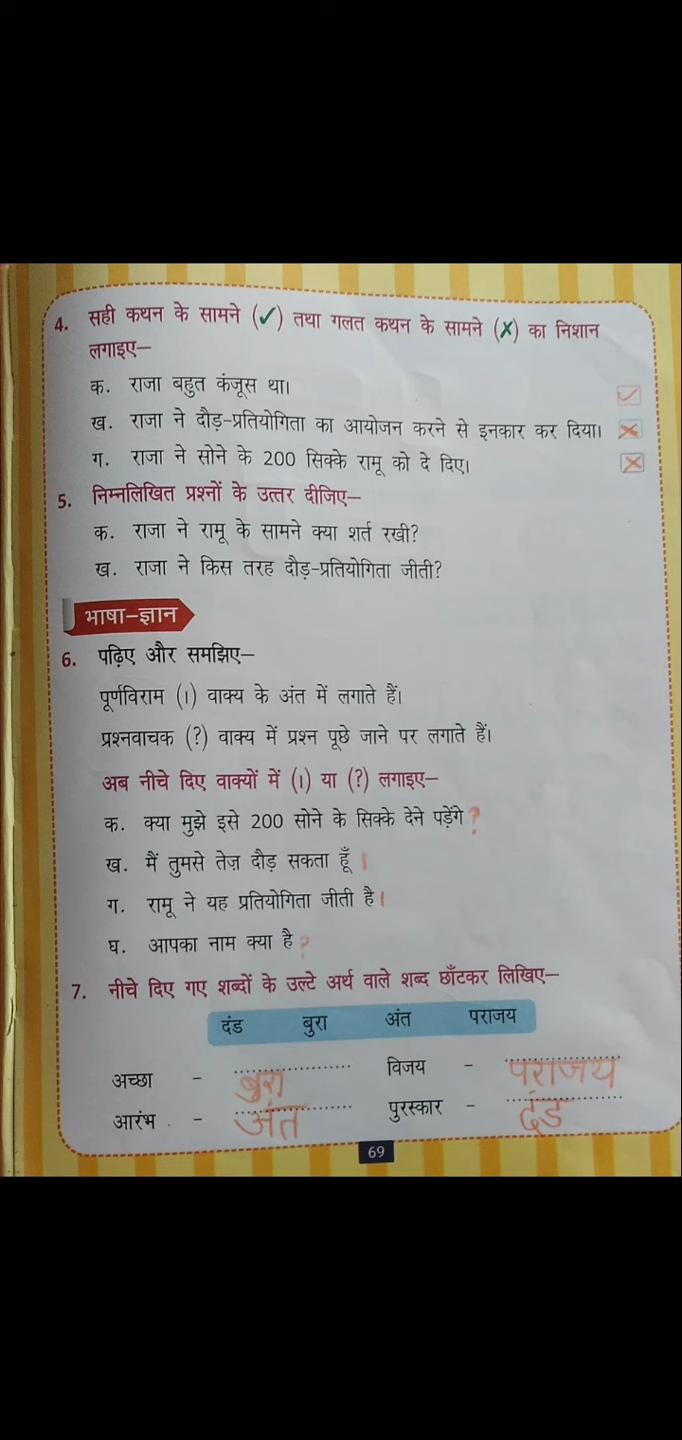 4. सही कथन के सामने (✓) तथा गलत कथन के सामने (✗) का निशान
लगाइए—
क. राजा बहुत कंजूस था। ✓
ख. राजा ने दौड़-प्रतियोगिता का आयोजन करने से इनकार कर दिया। ✗
ग. राजा ने सोने के 200 सिक्के रामू को दे दिए। ✗
5. निम्नलिखित प्रश्नों के उत्तर दीजिए—
क. राजा ने रामू के सामने क्या शर्त रखी?
ख. राजा ने किस तरह दौड़-प्रतियोगिता जीती?
भाषा-ज्ञान
6. पढ़िए और समझिए—
पूर्णविराम (।) वाक्य के अंत में लगाते हैं।
प्रश्नवाचक (?) वाक्य में प्रश्न पूछे जाने पर लगाते हैं।
अब नीचे दिए वाक्यों में (।) या (?) लगाइए—
क. क्या मुझे इसे 200 सोने के सिक्के देने पड़ेंगे ?
ख. मैं तुमसे तेज़ दौड़ सकता हूँ ।
ग. रामू ने यह प्रतियोगिता जीती है ।
घ. आपका नाम क्या है ?
7. नीचे दिए गए शब्दों के उल्टे अर्थ वाले शब्द छाँटकर लिखिए—
दंड बुरा अंत पराजय
अच्छा – बुरा विजय – पराजय
आरंभ – अंत पुरस्कार – दंड
69